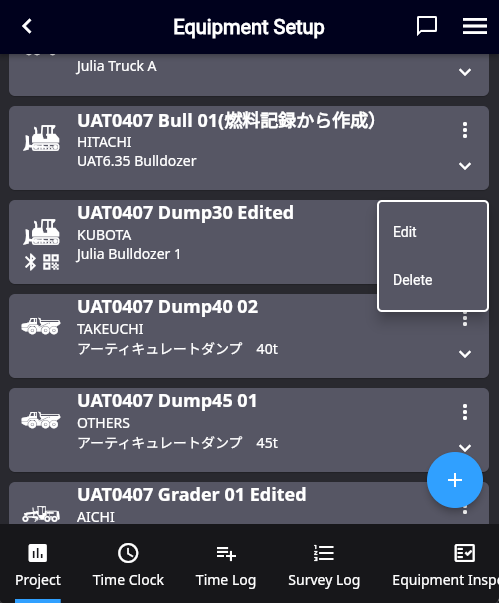 Equipment Setup
Julia Truck A
UAT0407 Bull 01(燃料記録から作成）
HITACHI
UAT6.35 Bulldozer
UAT0407 Dump30 Edited
KUBOTA
Julia Bulldozer 1
Edit
Delete
UAT0407 Dump40 02
TAKEUCHI
アーティキュレートダンプ　40t
UAT0407 Dump45 01
OTHERS
アーティキュレートダンプ　45t
UAT0407 Grader 01 Edited
AICHI
Project Time Clock Time Log Survey Log Equipment Inspe